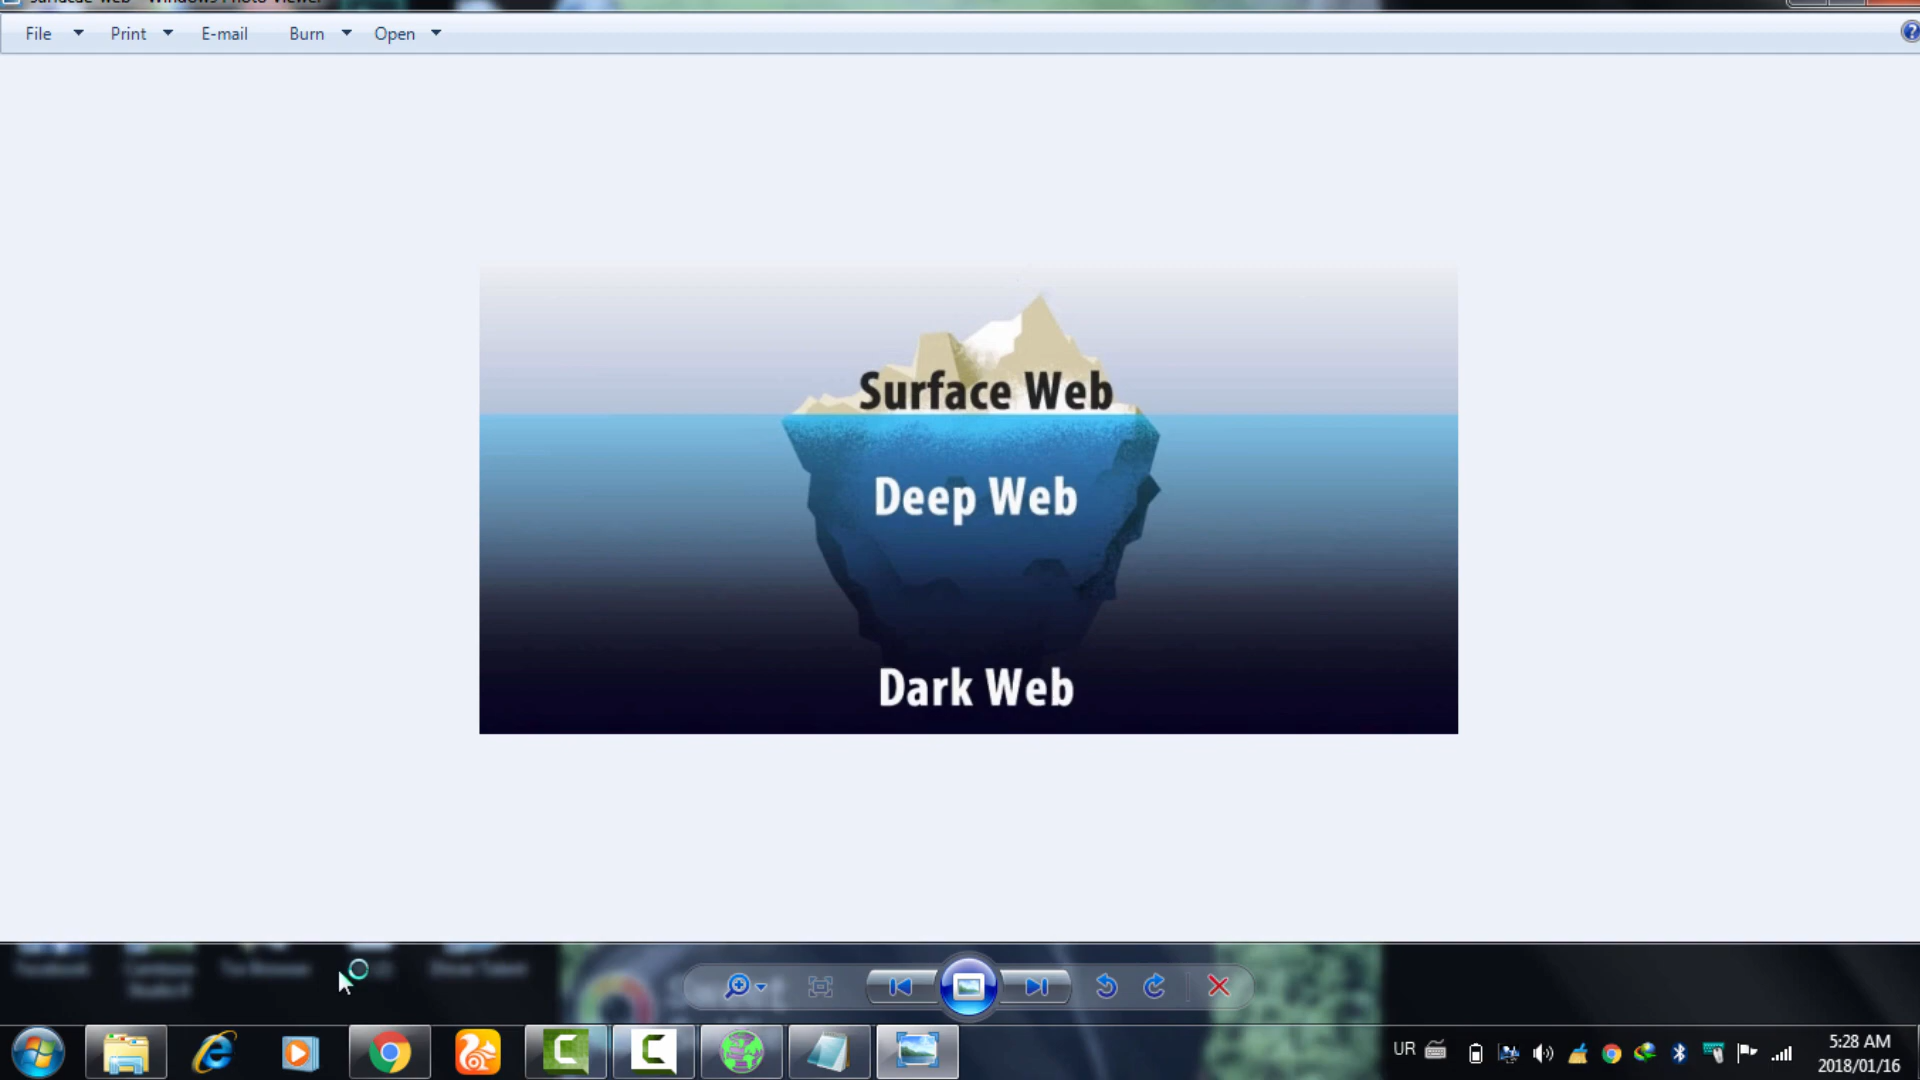 File Print E-mail Burn Open
Surface Web
Deep Web
Dark Web
UR
5:28 AM
2018/01/16